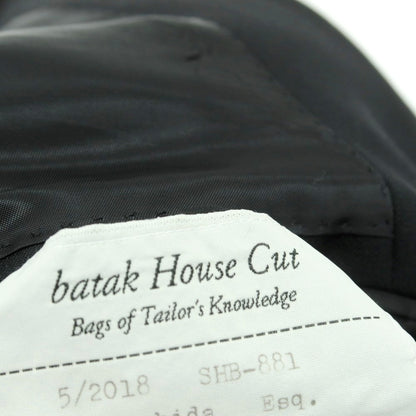 batak House Cut
Bags of Tailor's Knowledge
5/2018 SHB-881
Esq.